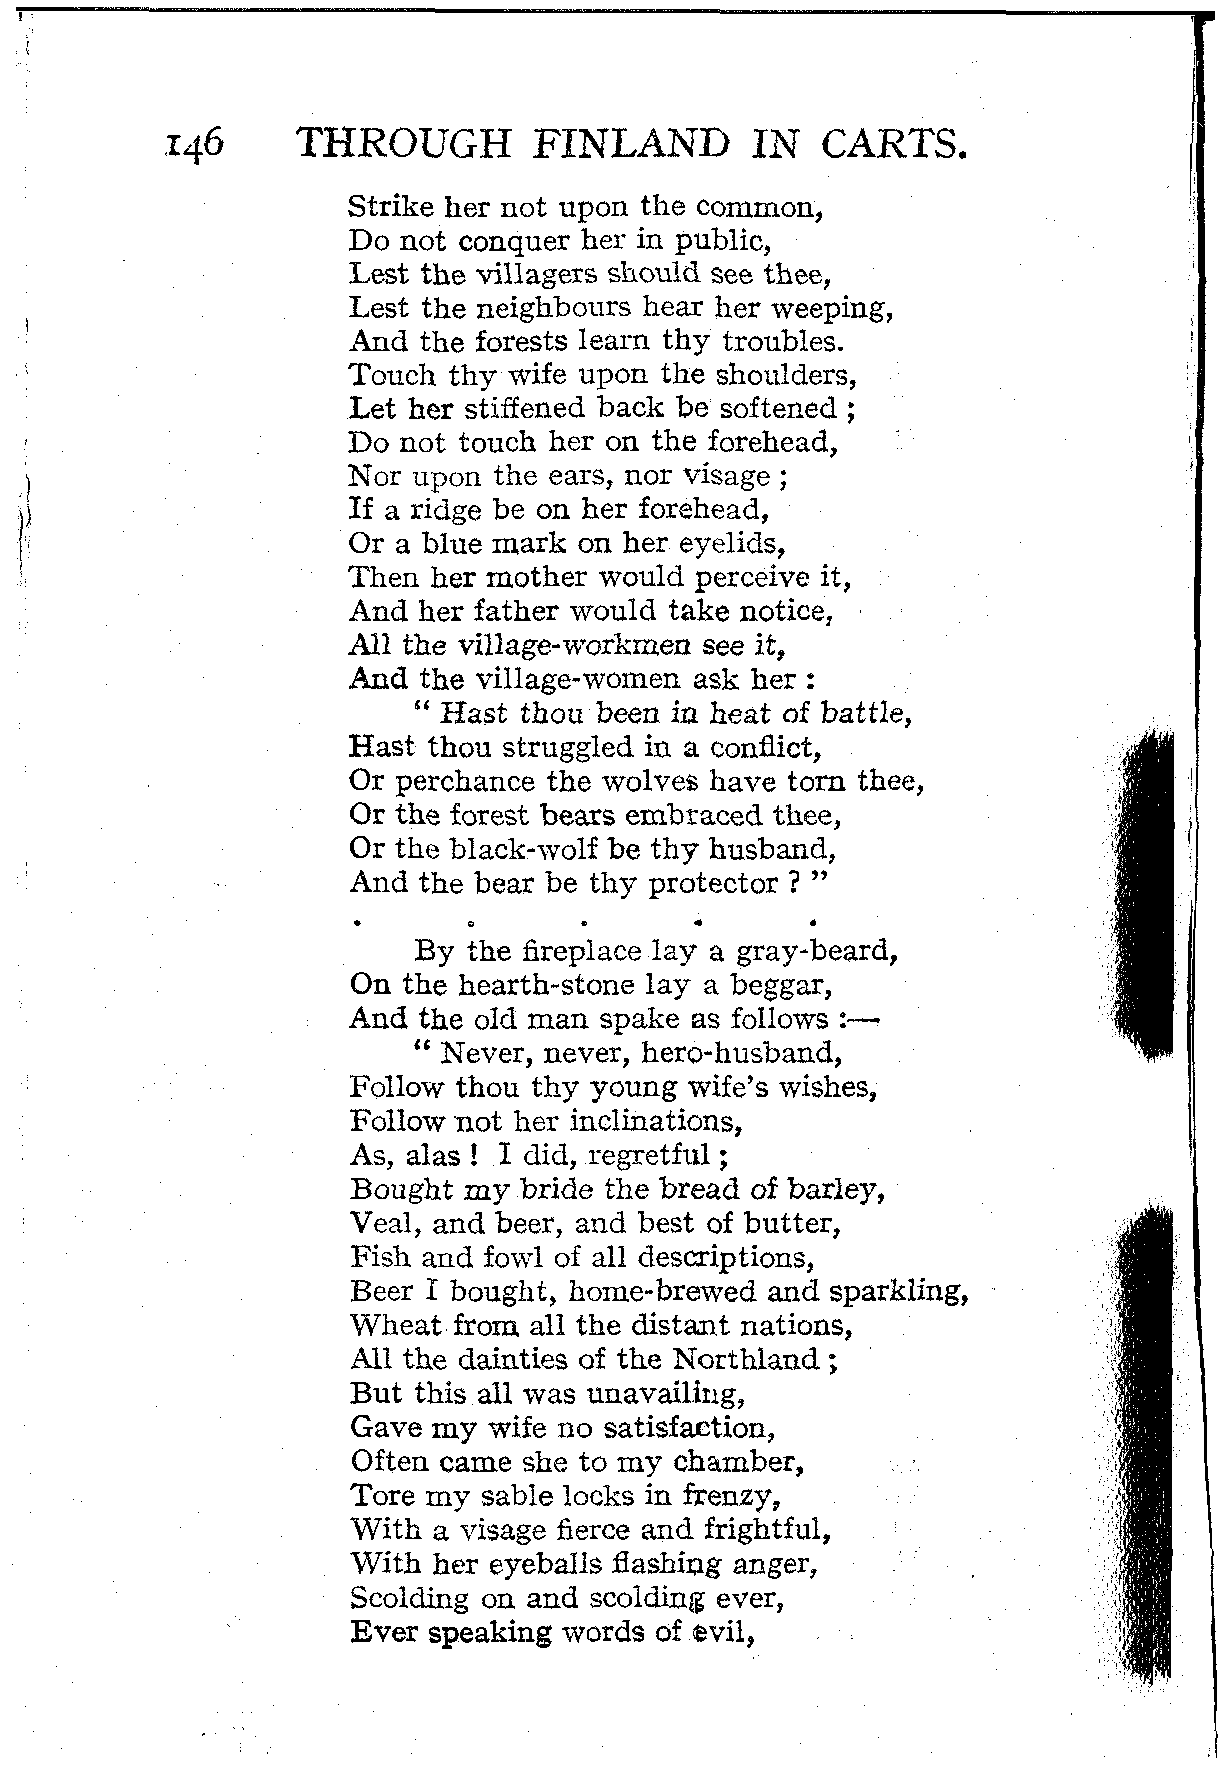 146 THROUGH FINLAND IN CARTS.
Strike her not upon the common,
Do not conquer her in public,
Lest the villagers should see thee,
Lest the neighbours hear her weeping,
And the forests learn thy troubles.
Touch thy wife upon the shoulders,
Let her stiffened back be softened ;
Do not touch her on the forehead,
Nor upon the ears, nor visage ;
If a ridge be on her forehead,
Or a blue mark on her eyelids,
Then her mother would perceive it,
And her father would take notice,
All the village-workmen see it,
And the village-women ask her :
“ Hast thou been in heat of battle,
Hast thou struggled in a conflict,
Or perchance the wolves have torn thee,
Or the forest bears embraced thee,
Or the black-wolf be thy husband,
And the bear be thy protector ? ”
. . . . .
By the fireplace lay a gray-beard,
On the hearth-stone lay a beggar,
And the old man spake as follows :—
“ Never, never, hero-husband,
Follow thou thy young wife’s wishes,
Follow not her inclinations,
As, alas ! I did, regretful ;
Bought my bride the bread of barley,
Veal, and beer, and best of butter,
Fish and fowl of all descriptions,
Beer I bought, home-brewed and sparkling,
Wheat from all the distant nations,
All the dainties of the Northland ;
But this all was unavailing,
Gave my wife no satisfaction,
Often came she to my chamber,
Tore my sable locks in frenzy,
With a visage fierce and frightful,
With her eyeballs flashing anger,
Scolding on and scolding ever,
Ever speaking words of evil,